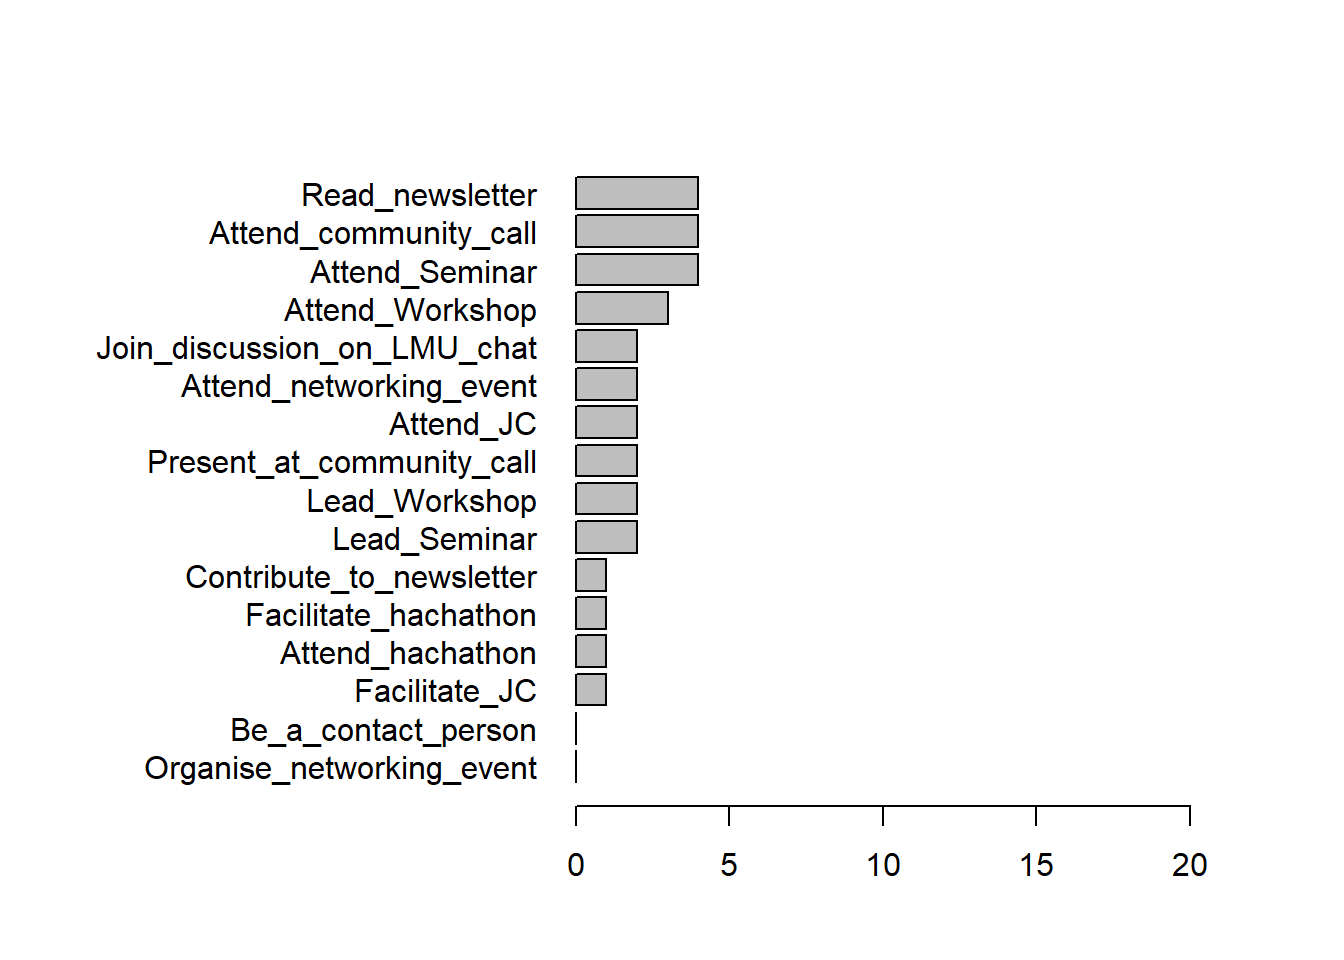 Read_newsletter
Attend_community_call
Attend_Seminar
Attend_Workshop
Join_discussion_on_LMU_chat
Attend_networking_event
Attend_JC
Present_at_community_call
Lead_Workshop
Lead_Seminar
Contribute_to_newsletter
Facilitate_hachathon
Attend_hachathon
Facilitate_JC
Be_a_contact_person
Organise_networking_event
0 5 10 15 20